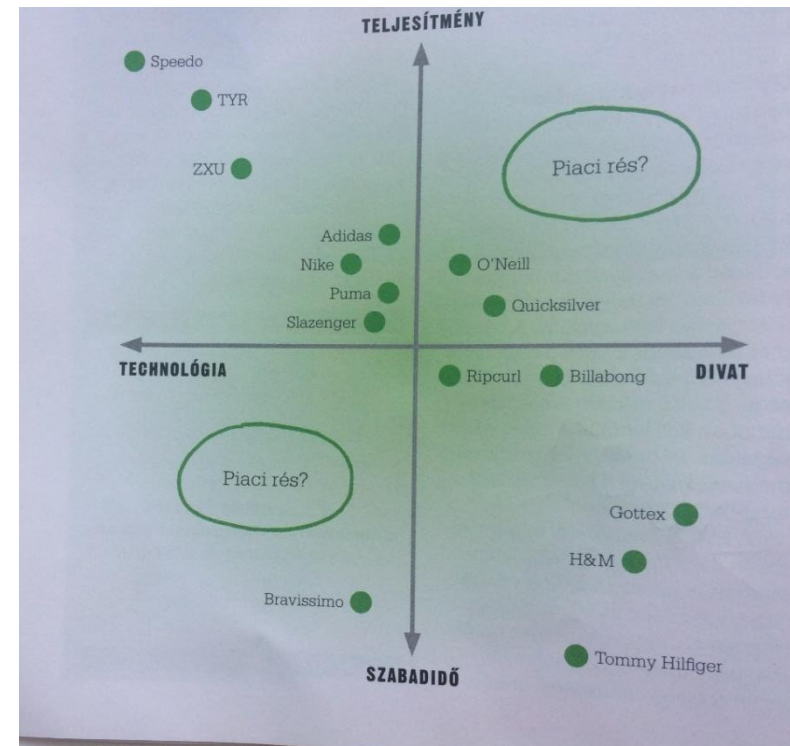 TELJESÍTMÉNY
Speedo
TYR
ZXU
Piaci rés?
Adidas
Nike
O'Neill
Puma
Quicksilver
Slazenger
TECHNOLÓGIA
DIVAT
Ripcurl
Billabong
Piaci rés?
Gottex
H&M
Bravissimo
Tommy Hilfiger
SZABADIDŐ